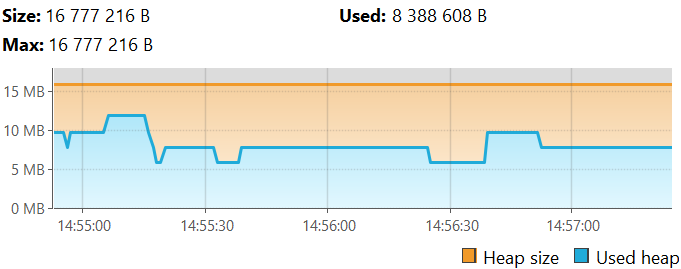 Size: 16 777 216 B Used: 8 388 608 B
Max: 16 777 216 B
15 MB
10 MB
5 MB
0 MB
14:55:00 14:55:30 14:56:00 14:56:30 14:57:00
Heap size Used heap